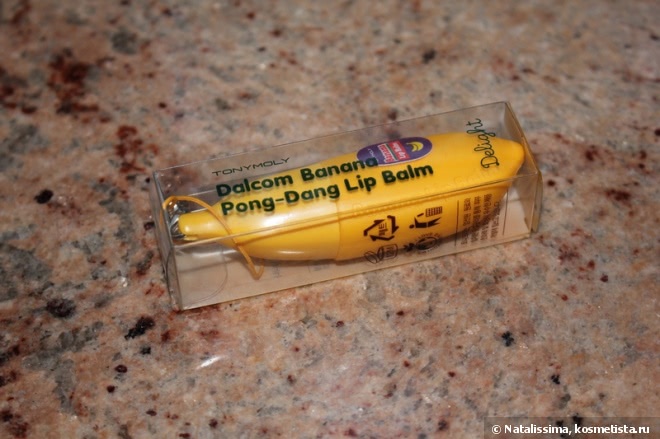 TONYMOLY
Dalcom Banana
Pong-Dang Lip Balm
Delight
© Natalissima, kosmetista.ru